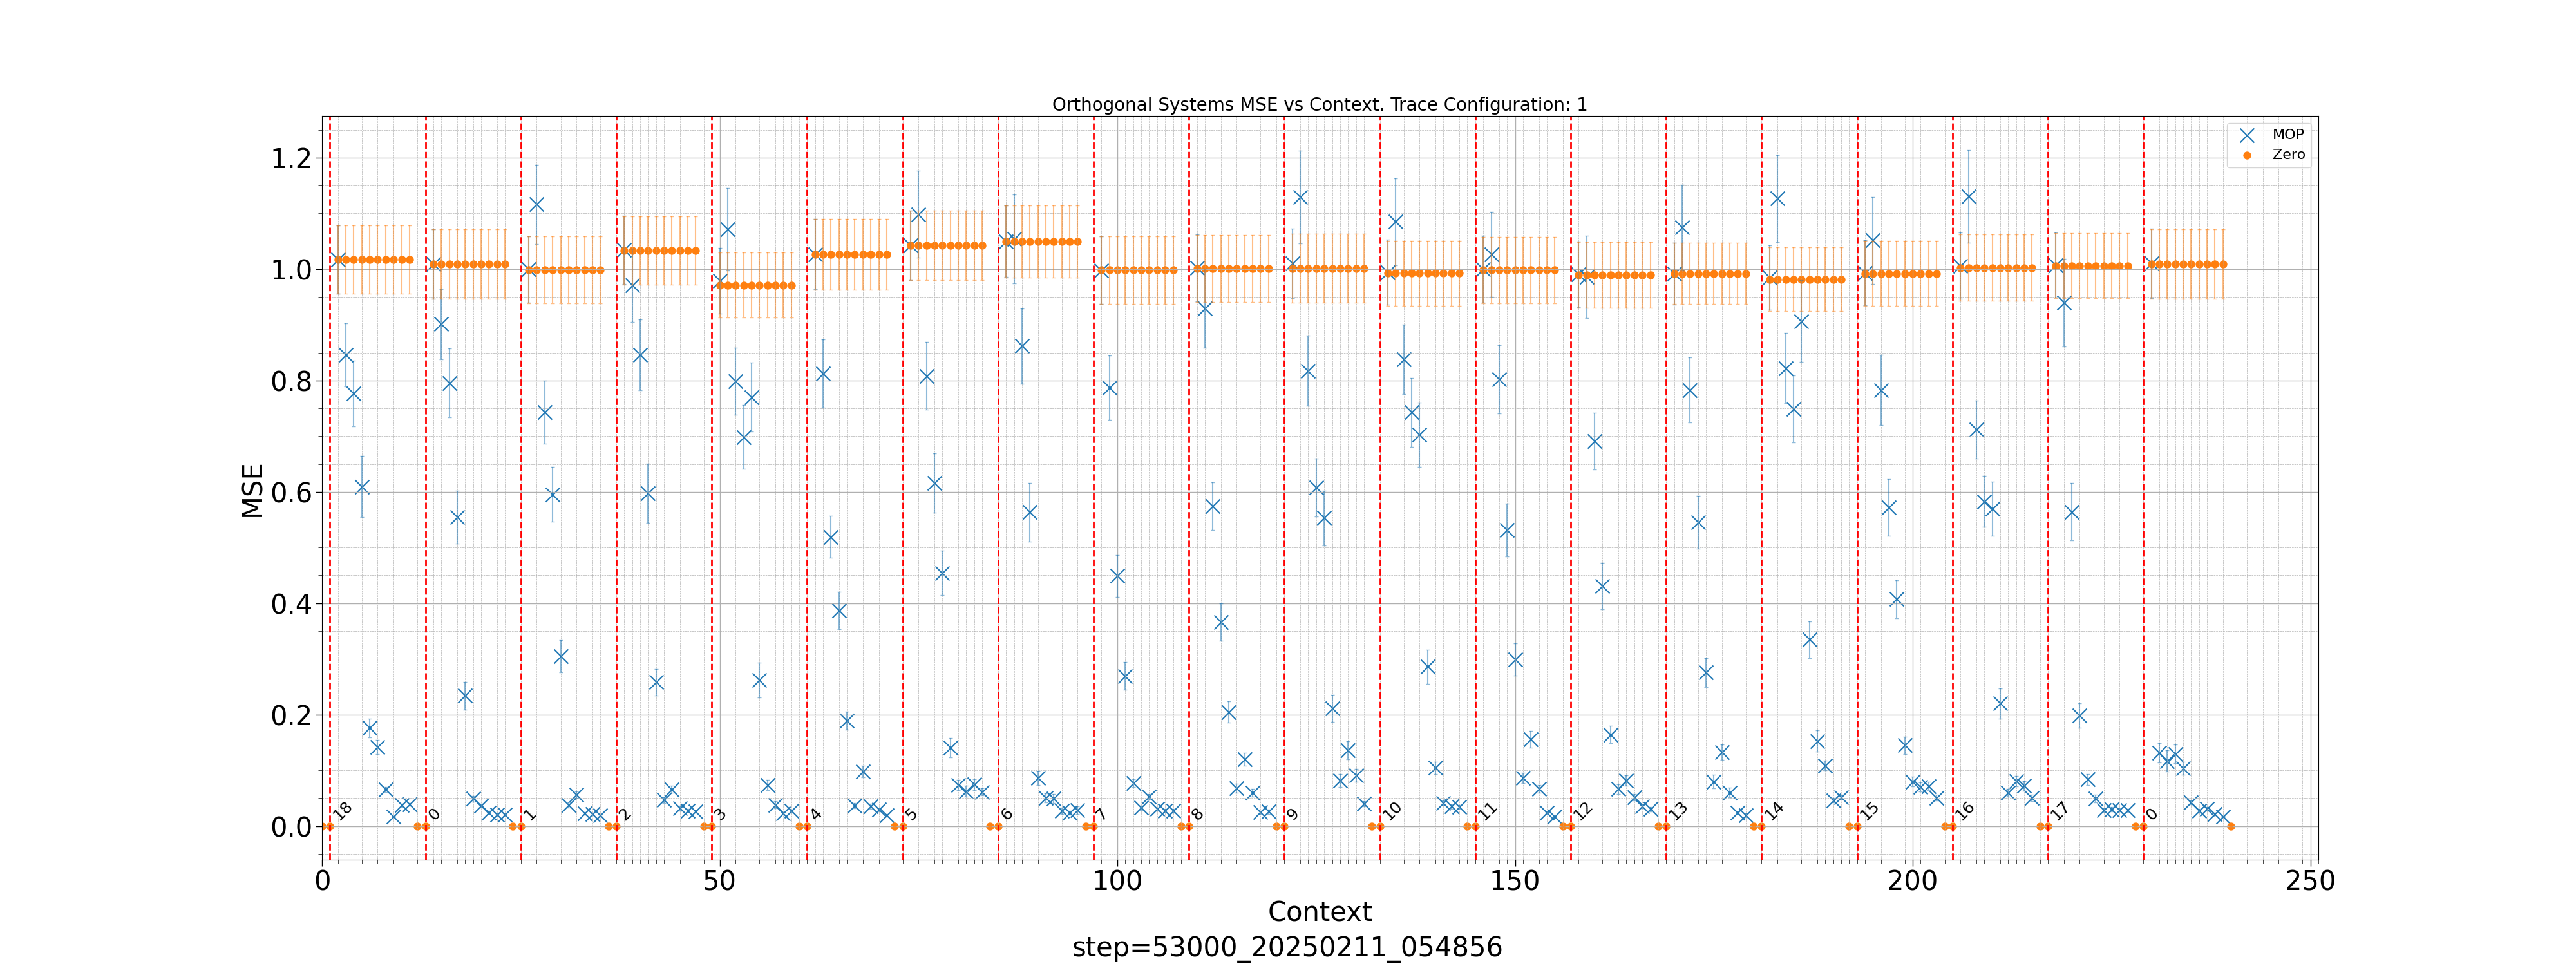 Orthogonal Systems MSE vs Context. Trace Configuration: 1
MOP
Zero
MSE
1.2
1.0
0.8
0.6
0.4
0.2
0.0
18 0 1 2 3 4 5 6 7 8 9 10 11 12 13 14 15 16 17 0
0 50 100 150 200 250
Context
step=53000_20250211_054856